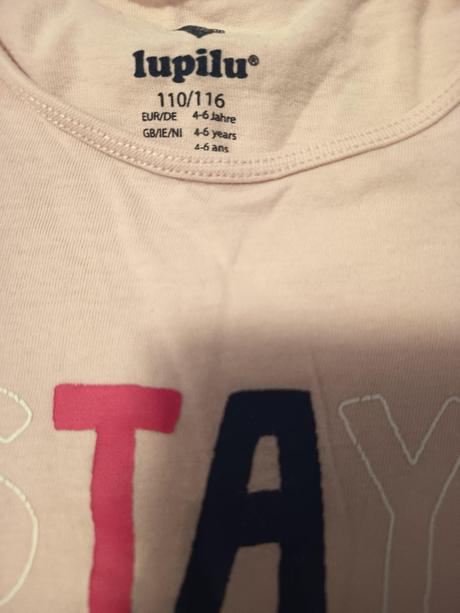 lupilu®
110/116
EUR/DE 4-6 Jahre
GB/IE/NI 4-6 years
4-6 ans
STAY